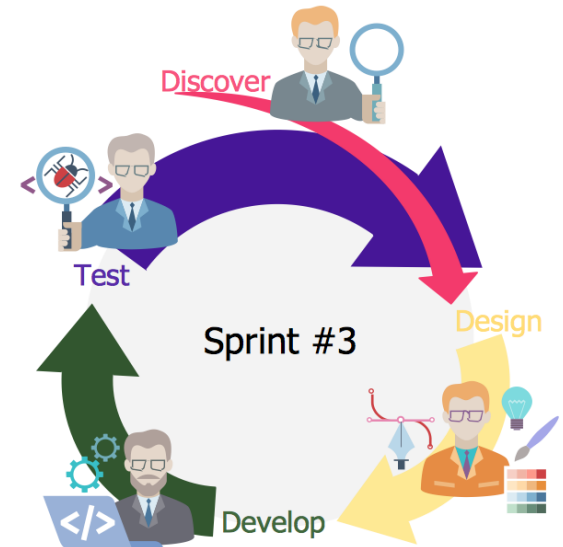 Discover
Test
Design
Sprint #3
Develop
</>
< >